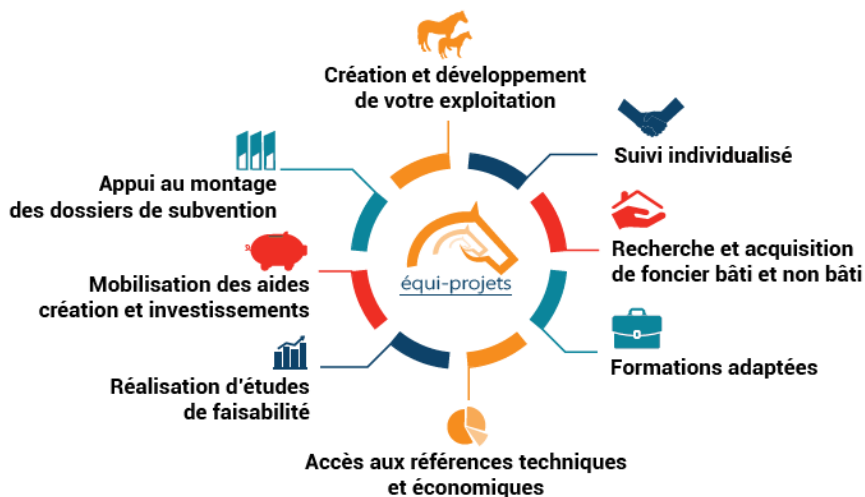 Création et développement
de votre exploitation
Suivi individualisé
Appui au montage
des dossiers de subvention
Recherche et acquisition
de foncier bâti et non bâti
équi-projets
Mobilisation des aides
création et investissements
Formations adaptées
Réalisation d'études
de faisabilité
Accès aux références techniques
et économiques